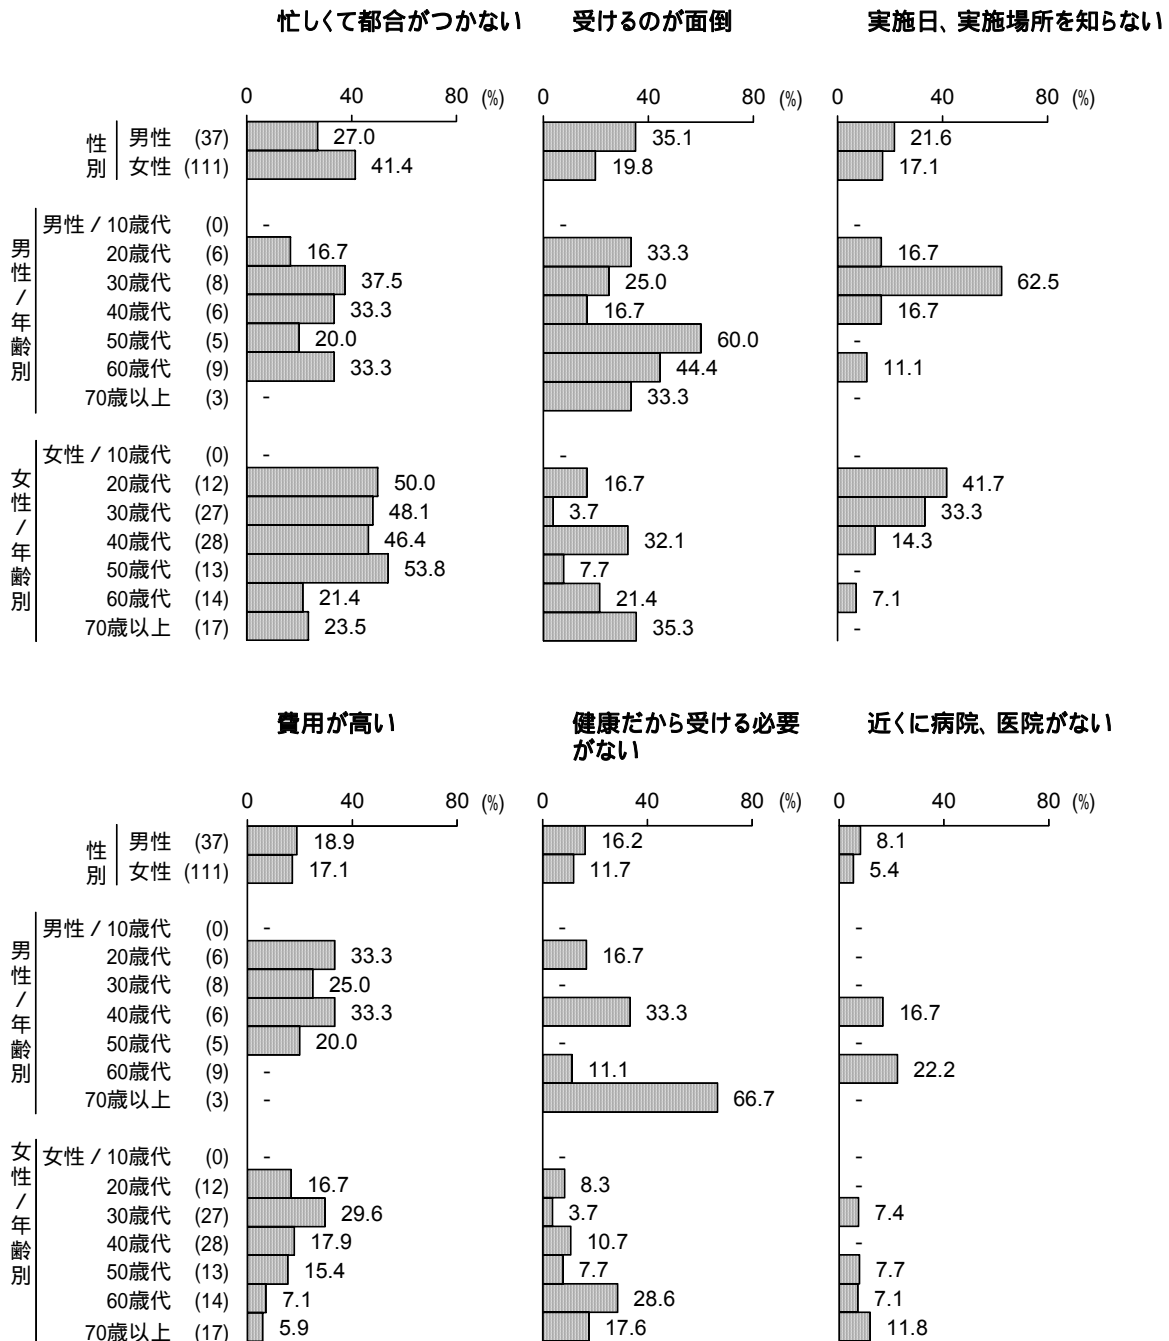 忙しくて都合がつかない 受けるのが面倒 実施日、実施場所を知らない
0 40 80 (%) 0 40 80 (%) 0 40 80 (%)
性別
男性 (37) 27.0 35.1 21.6
女性 (111) 41.4 19.8 17.1
男性/年齢別
男性/10歳代 (0) - - -
20歳代 (6) 16.7 33.3 16.7
30歳代 (8) 37.5 25.0 62.5
40歳代 (6) 33.3 16.7 16.7
50歳代 (5) 20.0 60.0 -
60歳代 (9) 33.3 44.4 11.1
70歳以上 (3) - 33.3 -
女性/年齢別
女性/10歳代 (0) - - -
20歳代 (12) 50.0 16.7 41.7
30歳代 (27) 48.1 3.7 33.3
40歳代 (28) 46.4 32.1 14.3
50歳代 (13) 53.8 7.7 -
60歳代 (14) 21.4 21.4 7.1
70歳以上 (17) 23.5 35.3 -
費用が高い 健康だから受ける必要 近くに病院、医院がない
がない
0 40 80 (%) 0 40 80 (%) 0 40 80 (%)
性別
男性 (37) 18.9 16.2 8.1
女性 (111) 17.1 11.7 5.4
男性/年齢別
男性/10歳代 (0) - - -
20歳代 (6) 33.3 16.7 -
30歳代 (8) 25.0 - -
40歳代 (6) 33.3 33.3 16.7
50歳代 (5) 20.0 - -
60歳代 (9) - 11.1 22.2
70歳以上 (3) - 66.7 -
女性/年齢別
女性/10歳代 (0) - - -
20歳代 (12) 16.7 8.3 -
30歳代 (27) 29.6 3.7 7.4
40歳代 (28) 17.9 10.7 -
50歳代 (13) 15.4 7.7 7.7
60歳代 (14) 7.1 28.6 7.1
70歳以上 (17) 5.9 17.6 11.8